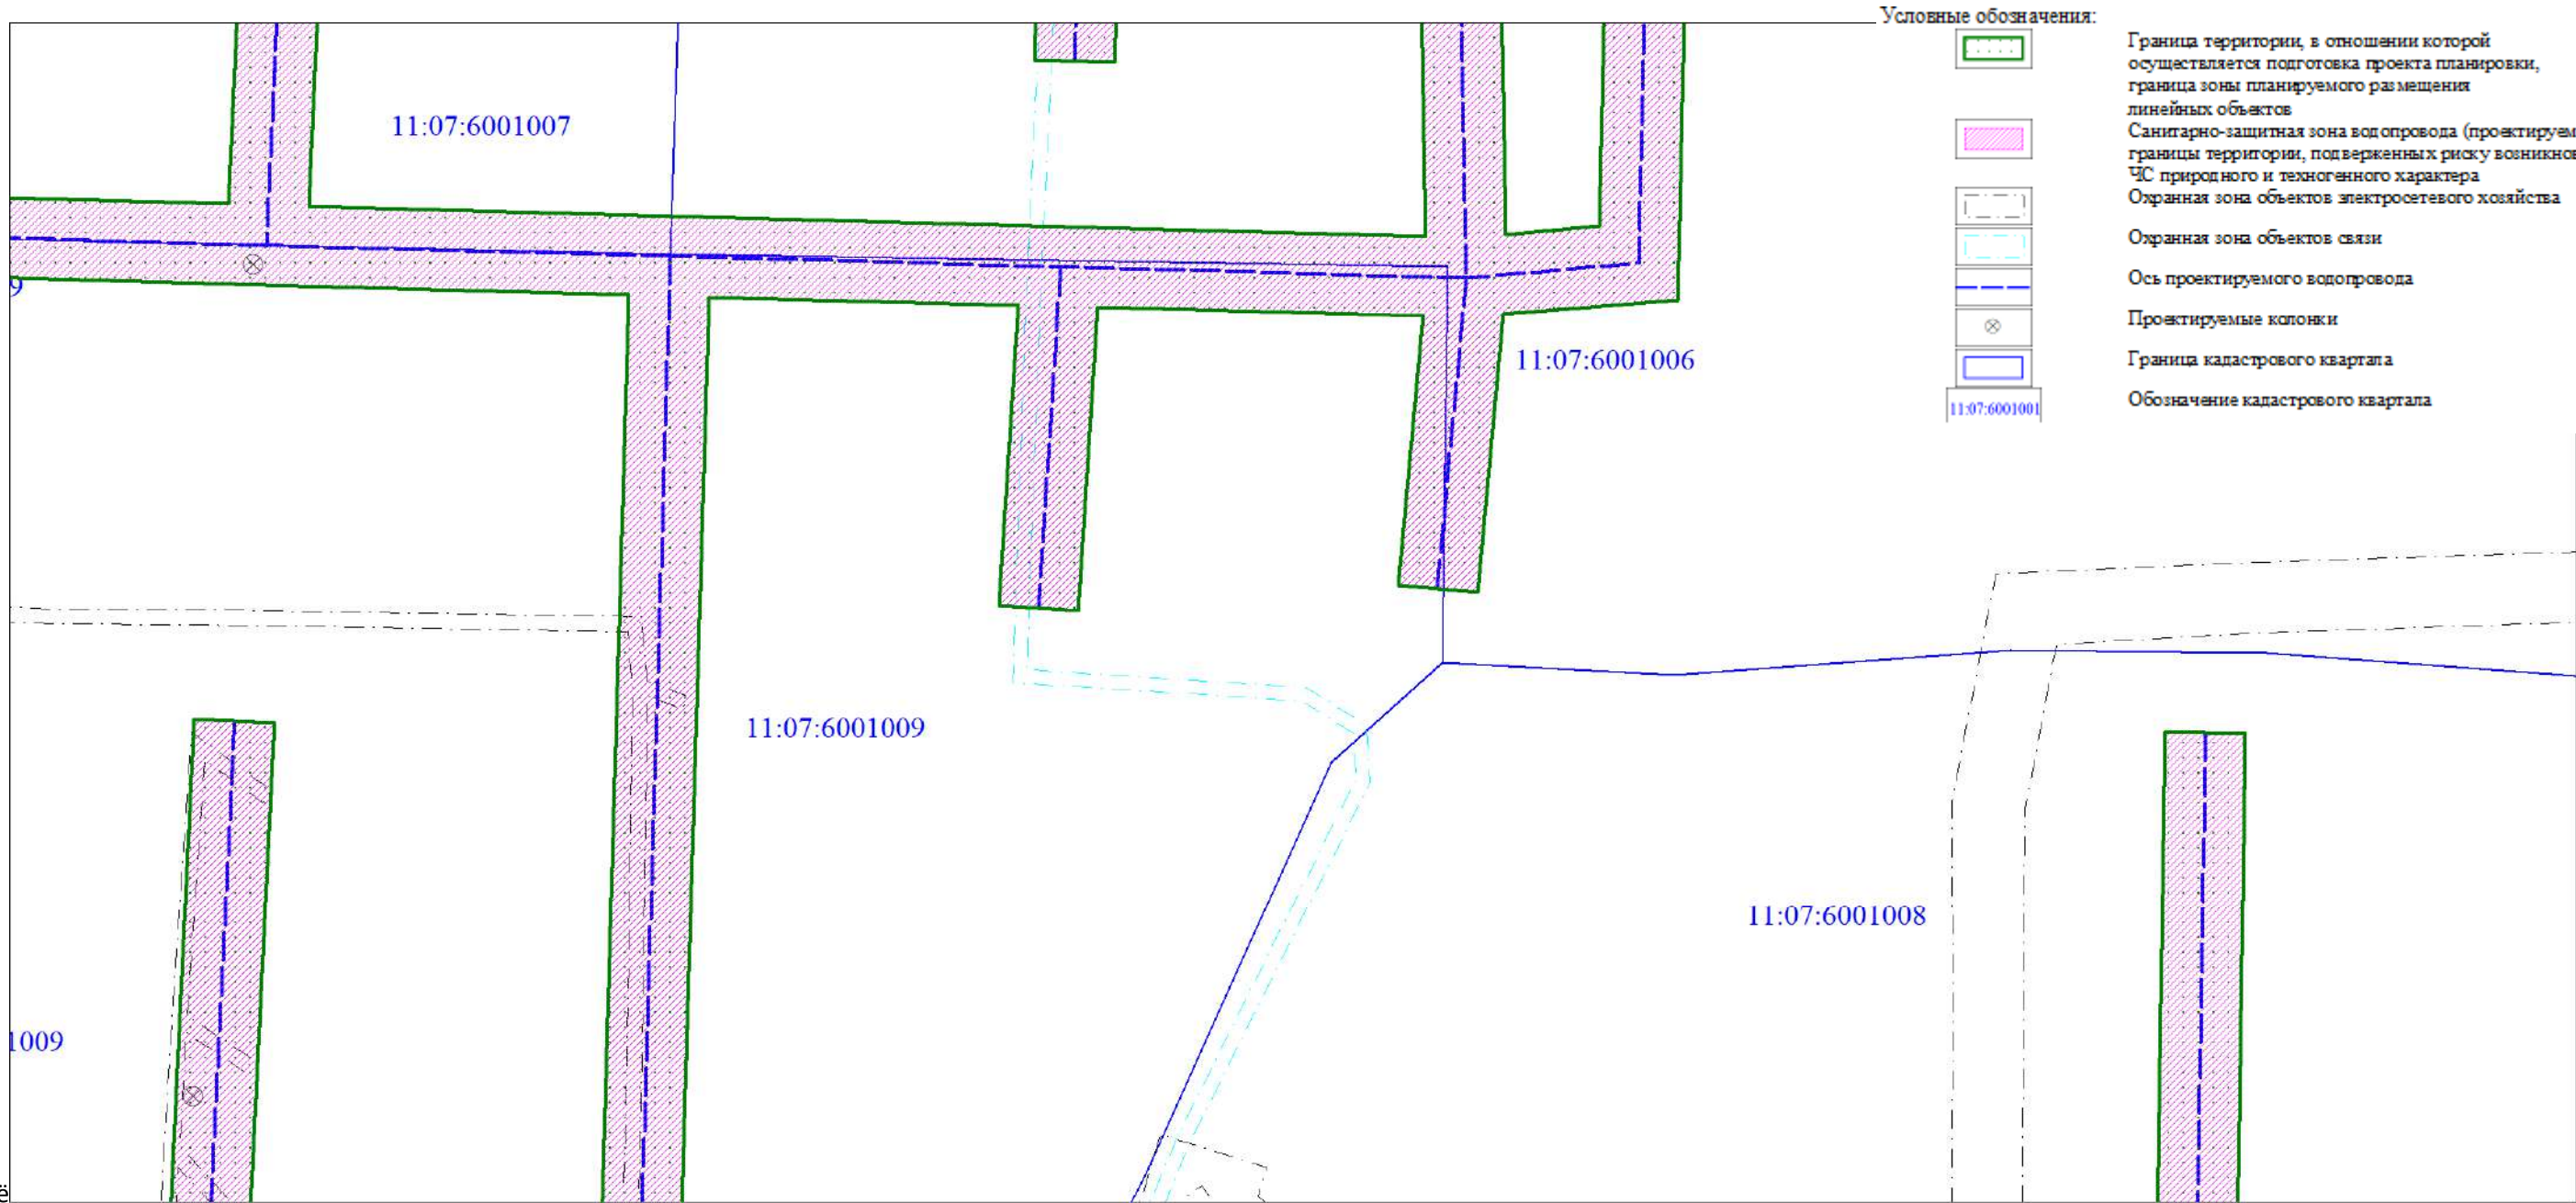 Условные обозначения:
Граница территории, в отношении которой
осуществляется подготовка проекта планировки,
граница зоны планируемого размещения
линейных объектов
Санитарно-защитная зона водопровода (проектируем
границы территории, подверженных риску возникнов
ЧС природного и техногенного характера
Охранная зона объектов электросетевого хозяйства
Охранная зона объектов связи
Ось проектируемого водопровода
Проектируемые колонки
Граница кадастрового квартала
11:07:6001001
Обозначение кадастрового квартала
11:07:6001007
9
11:07:6001006
11:07:6001009
11:07:6001008
1009